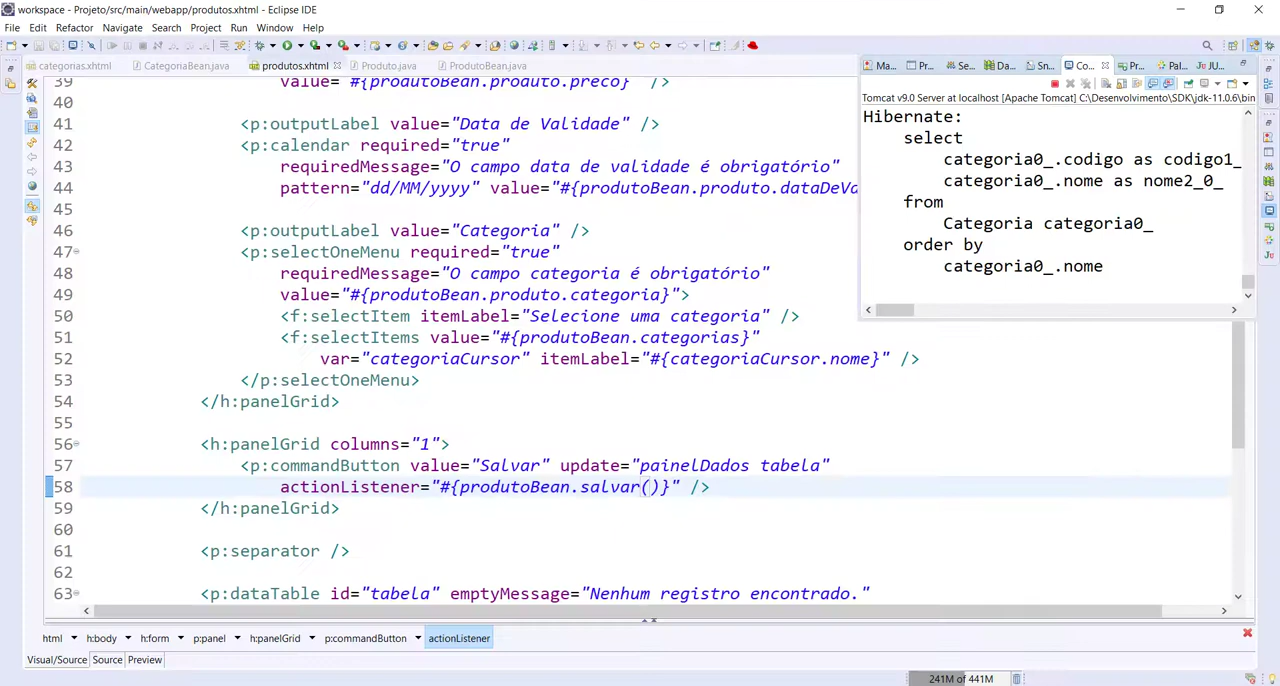 workspace - Projeto/src/main/webapp/produtos.xhtml - Eclipse IDE
File Edit Refactor Navigate Search Project Run Window Help
categorias.xhtml CategoriaBean.java produtos.xhtml Produto.java ProdutoBean.java
39 value="#{produtoBean.produto.preco}" />
40
41 <p:outputLabel value="Data de Validade" />
42 <p:calendar required="true"
43 requiredMessage="O campo data de validade é obrigatório"
44 pattern="dd/MM/yyyy" value="#{produtoBean.produto.dataDeVa
45
46 <p:outputLabel value="Categoria" />
47 <p:selectOneMenu required="true"
48 requiredMessage="O campo categoria é obrigatório"
49 value="#{produtoBean.produto.categoria}">
50 <f:selectItem itemLabel="Selecione uma categoria" />
51 <f:selectItems value="#{produtoBean.categorias}"
52 var="categoriaCursor" itemLabel="#{categoriaCursor.nome}" />
53 </p:selectOneMenu>
54 </h:panelGrid>
55
56 <h:panelGrid columns="1">
57 <p:commandButton value="Salvar" update="painelDados tabela"
58 actionListener="#{produtoBean.salvar()}" />
59 </h:panelGrid>
60
61 <p:separator />
62
63 <p:dataTable id="tabela" emptyMessage="Nenhum registro encontrado."
Ma... Pr... Se... Da... Sn... Co... Pr... Pal... JU...
Tomcat v9.0 Server at localhost [Apache Tomcat] C:\Desenvolvimento\SDK\jdk-11.0.6\bin
Hibernate:
select
categoria0_.codigo as codigo1_
categoria0_.nome as nome2_0_
from
Categoria categoria0_
order by
categoria0_.nome
html h:body h:form p:panel h:panelGrid p:commandButton actionListener
Visual/Source Source Preview
241M of 441M